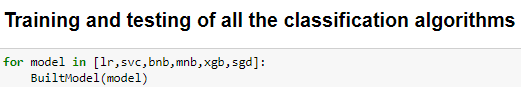 Training and testing of all the classification algorithms
for model in [lr,svc,bnb,mnb,xgb,sgd]:
    BuiltModel(model)